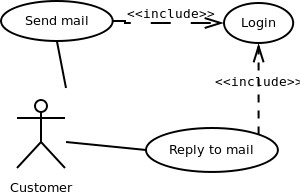 Send mail
<<include>>
Login
<<include>>
Reply to mail
Customer